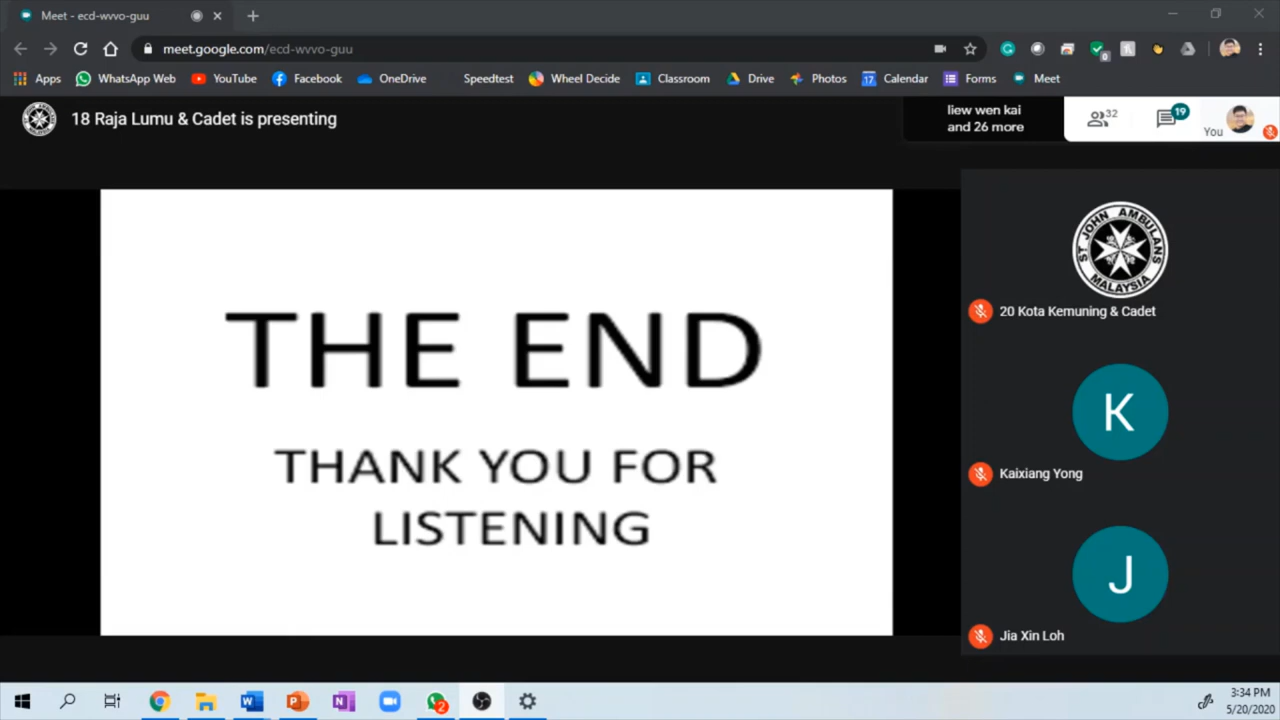 Meet - ecd-wvvo-guu
meet.google.com/ecd-wvvo-guu
0
Apps WhatsApp Web YouTube Facebook OneDrive Speedtest Wheel Decide Classroom Drive Photos 17 Calendar Forms Meet
18 Raja Lumu & Cadet is presenting
liew wen kai
and 26 more
32
19
You
THE END
THANK YOU FOR
LISTENING
ST JOHN AMBULANS
MALAYSIA
20 Kota Kemuning & Cadet
K
Kaixiang Yong
J
Jia Xin Loh
W P N 2
3:34 PM
5/20/2020